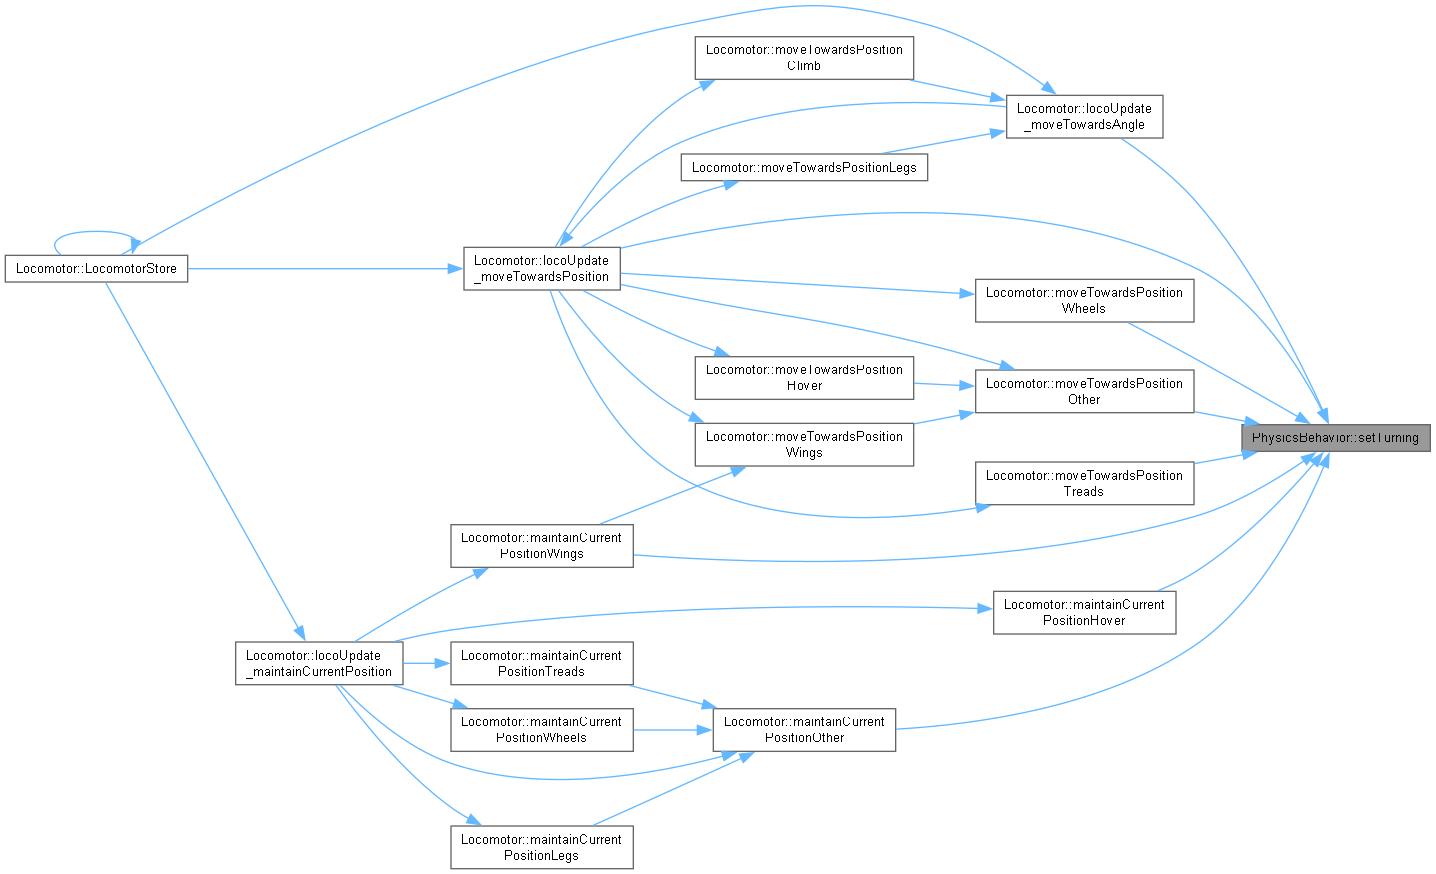 Locomotor::moveTowardsPosition
Climb
Locomotor::locoUpdate
_moveTowardsAngle
Locomotor::moveTowardsPositionLegs
Locomotor::LocomotorStore
Locomotor::locoUpdate
_moveTowardsPosition
Locomotor::moveTowardsPosition
Wheels
Locomotor::moveTowardsPosition
Hover
Locomotor::moveTowardsPosition
Other
Locomotor::moveTowardsPosition
Wings
PhysicsBehavior::setTurning
Locomotor::moveTowardsPosition
Treads
Locomotor::maintainCurrent
PositionWings
Locomotor::maintainCurrent
PositionHover
Locomotor::locoUpdate
_maintainCurrentPosition
Locomotor::maintainCurrent
PositionTreads
Locomotor::maintainCurrent
PositionWheels
Locomotor::maintainCurrent
PositionOther
Locomotor::maintainCurrent
PositionLegs